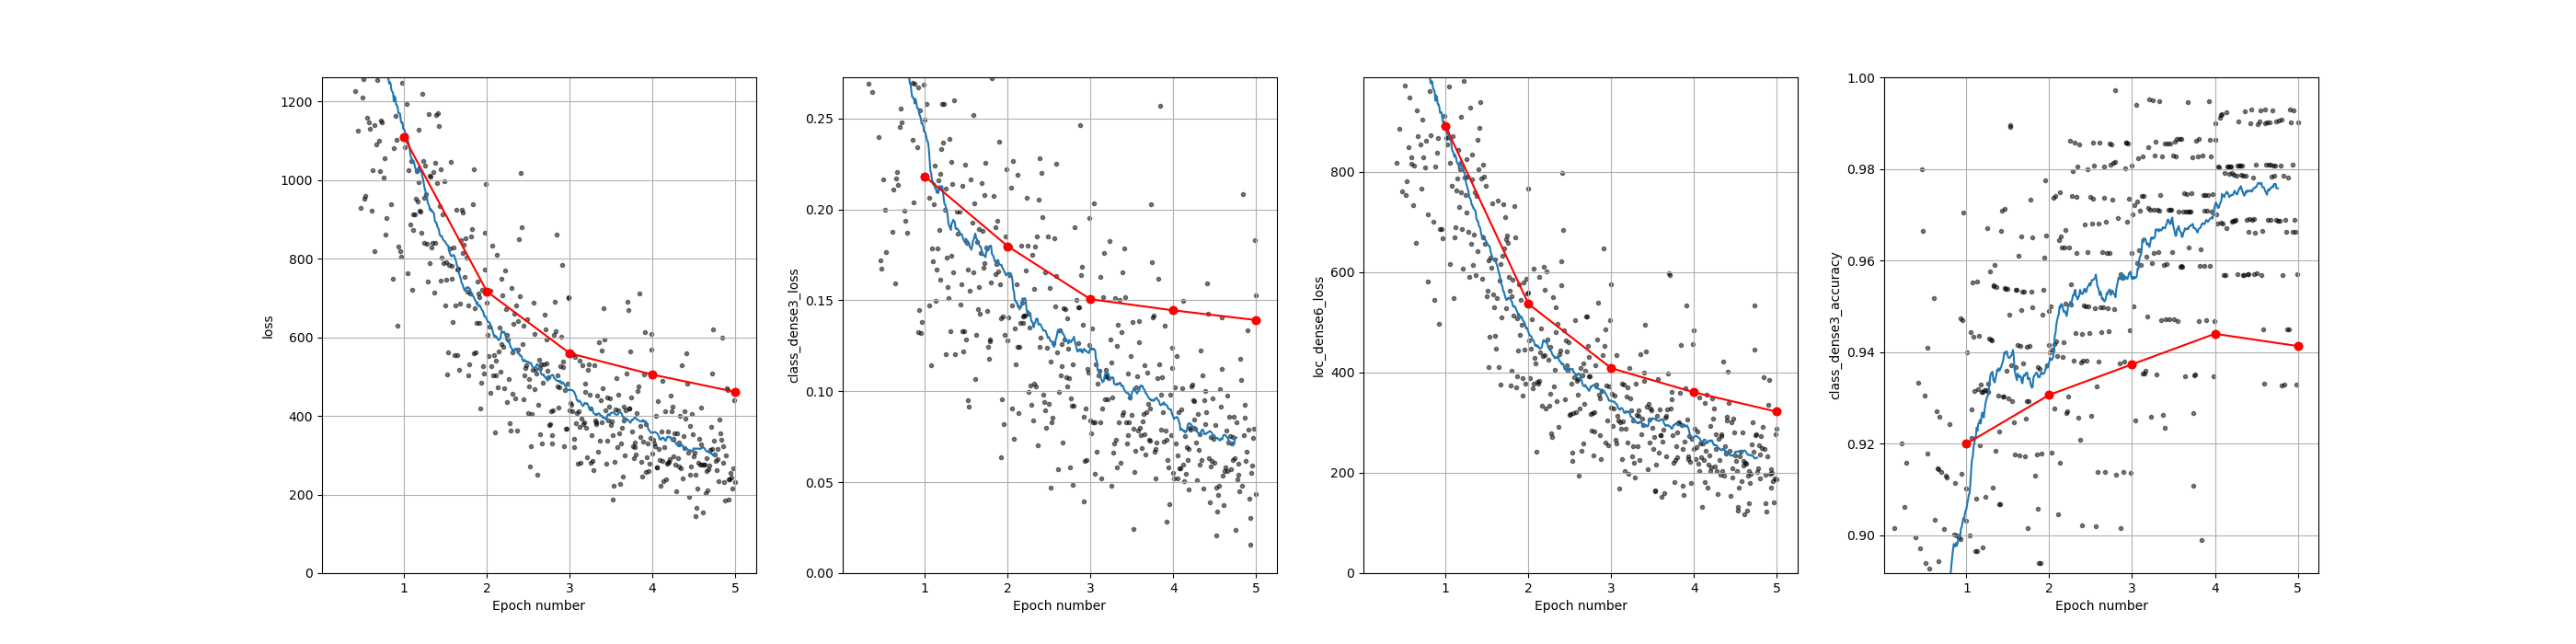 loss
1200
1000
800
600
400
200
0
1 2 3 4 5
Epoch number
class_dense3_loss
0.25
0.20
0.15
0.10
0.05
0.00
1 2 3 4 5
Epoch number
loc_dense6_loss
800
600
400
200
0
1 2 3 4 5
Epoch number
class_dense3_accuracy
1.00
0.98
0.96
0.94
0.92
0.90
1 2 3 4 5
Epoch number